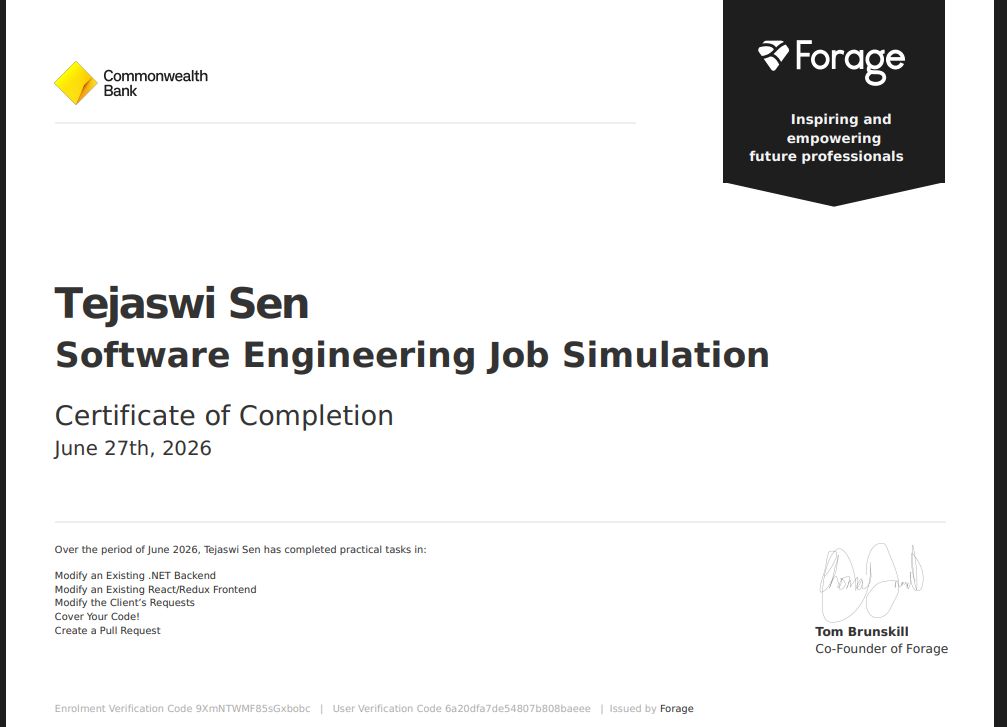 Commonwealth
Bank
Forage
Inspiring and
empowering
future professionals
Tejaswi Sen
Software Engineering Job Simulation
Certificate of Completion
June 27th, 2026
Over the period of June 2026, Tejaswi Sen has completed practical tasks in:
Modify an Existing .NET Backend
Modify an Existing React/Redux Frontend
Modify the Client's Requests
Cover Your Code!
Create a Pull Request
Tom Brunskill
Co-Founder of Forage
Enrolment Verification Code 9XmNTWMF85sGxbobc | User Verification Code 6a20dfa7de54807b808baeee | Issued by Forage